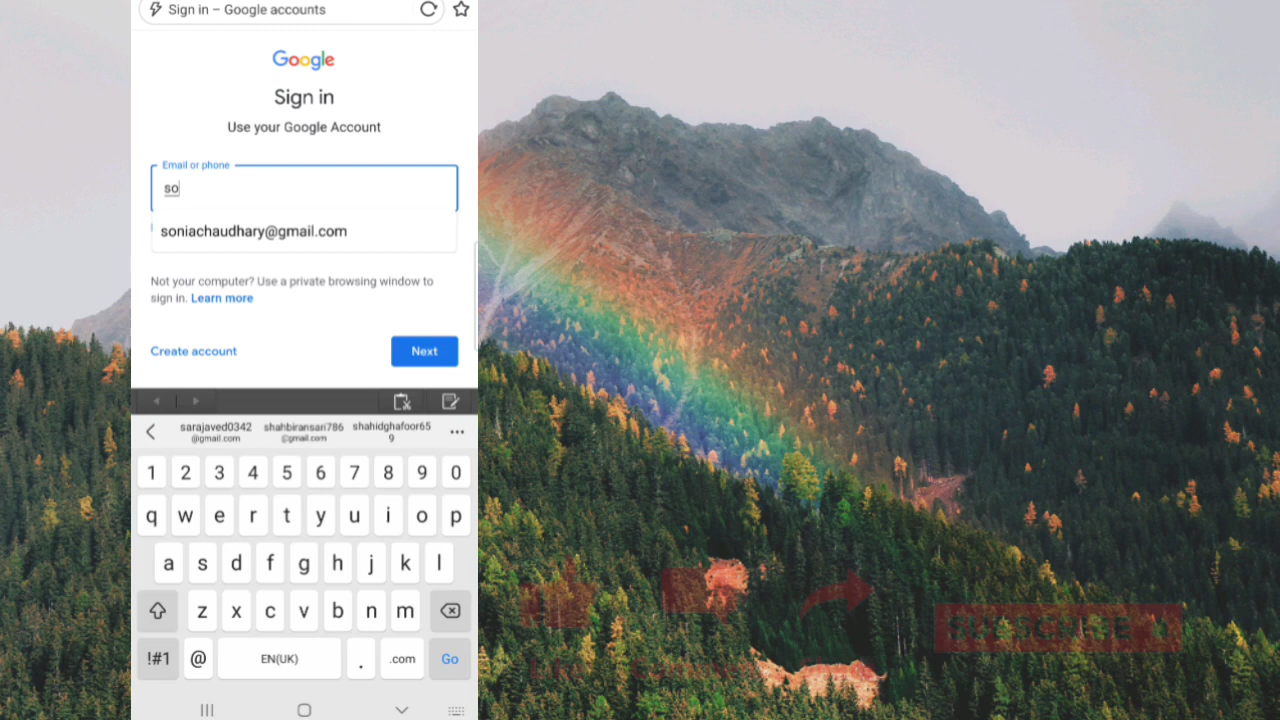 Sign in – Google accounts
Google
Sign in
Use your Google Account
Email or phone
so
soniachaudhary@gmail.com
Not your computer? Use a private browsing window to
sign in. Learn more
Create account
Next
sarajaved0342
@gmail.com
shahbiransari786
@gmail.com
shahidghafoor65
9
1 2 3 4 5 6 7 8 9 0
q w e r t y u i o p
a s d f g h j k l
z x c v b n m
!#1 @ EN(UK) . .com Go
SUBSCRIBE